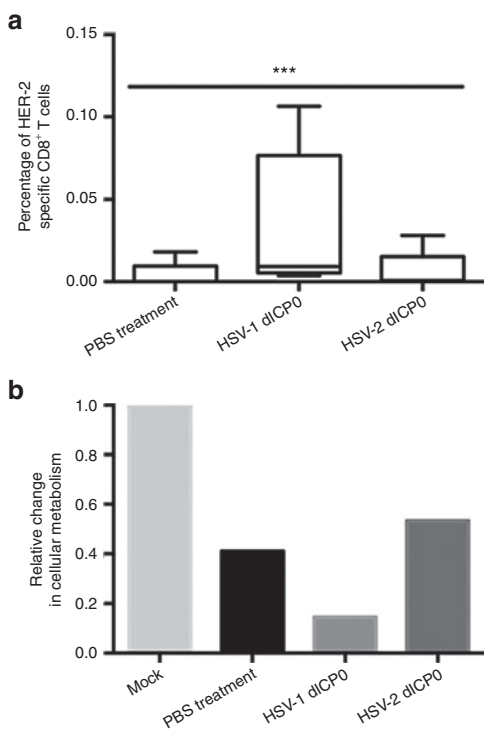 a
Percentage of HER-2
specific CD8⁺ T cells
0.15
0.10
0.05
0.00
***
PBS treatment
HSV-1 dICP0
HSV-2 dICP0
b
Relative change
in cellular metabolism
1.0
0.8
0.6
0.4
0.2
0.0
Mock
PBS treatment
HSV-1 dICP0
HSV-2 dICP0